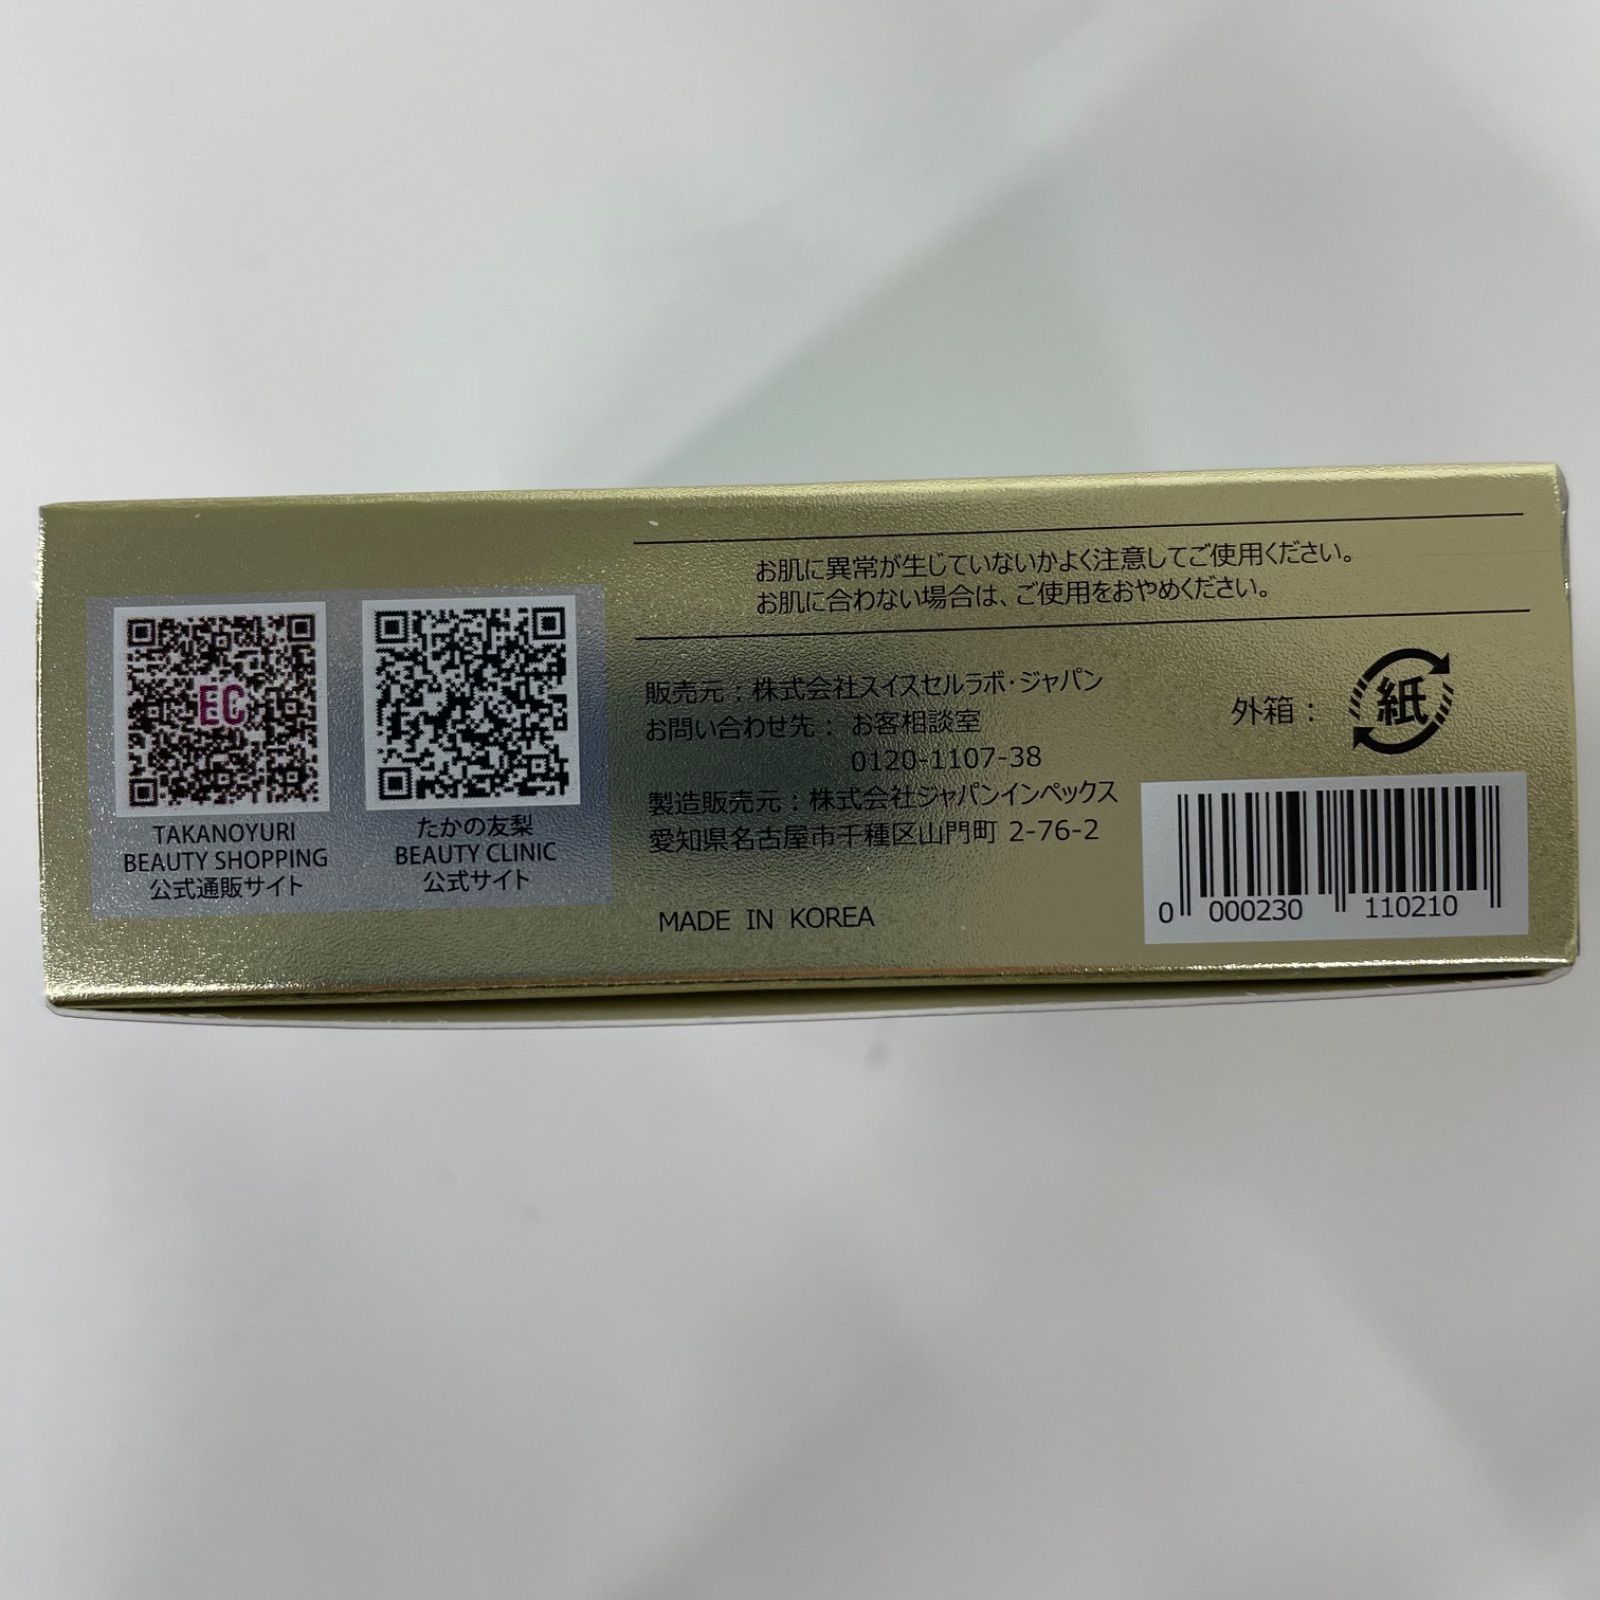 お肌に異常が生じていないかよく注意してご使用ください。
お肌に合わない場合は、ご使用をおやめください。
EC
TAKANOYURI
BEAUTY SHOPPING
公式通販サイト
たかの友梨
BEAUTY CLINIC
公式サイト
販売元：株式会社スイスセルラボ・ジャパン
お問い合わせ先： お客相談室
0120-1107-38
製造販売元：株式会社ジャパンインペックス
愛知県名古屋市千種区山門町 2-76-2
MADE IN KOREA
外箱： 紙
0 000230 110210